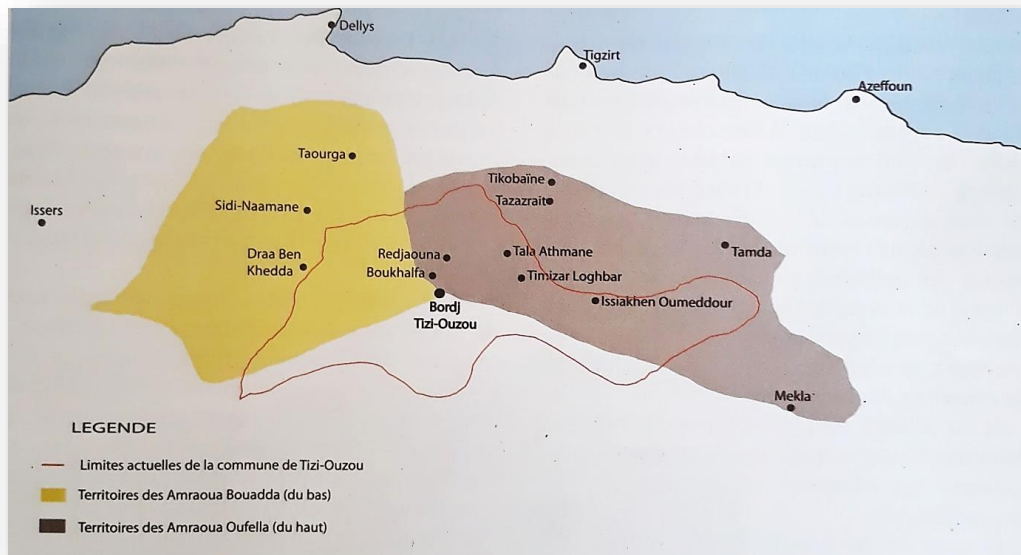 Dellys
Tigzirt
Azeffoun
Taourga
Tikobaïne
Sidi-Naamane
Tazazrait
Issers
Draa Ben
Khedda
Redjaouna
Tala Athmane
Tamda
Boukhalfa
Timizar Loghbar
Bordj
Tizi-Ouzou
Issiakhen Oumeddour
Mekla
LEGENDE
Limites actuelles de la commune de Tizi-Ouzou
Territoires des Amraoua Bouadda (du bas)
Territoires des Amraoua Oufella (du haut)